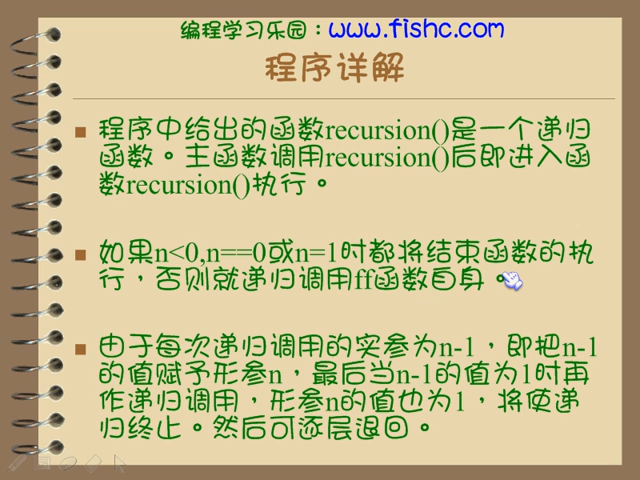 编程学习乐园：www.fishc.com
程序详解
程序中给出的函数recursion()是一个递归
函数。主函数调用recursion()后即进入函
数recursion()执行。
如果n<0,n==0或n=1时都将结束函数的执
行，否则就递归调用ff函数自身。
由于每次递归调用的实参为n-1，即把n-1
的值赋予形参n，最后当n-1的值为1时再
作递归调用，形参n的值也为1，将使递
归终止。然后可逐层退回。